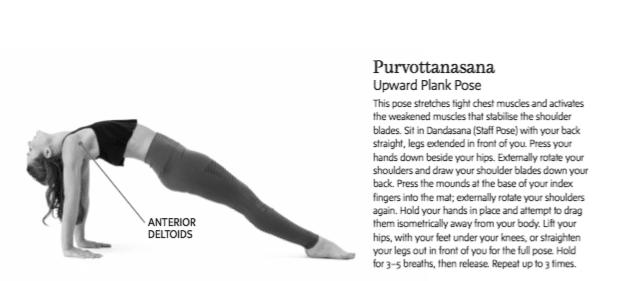 Purvottanasana
Upward Plank Pose
This pose stretches tight chest muscles and activates
the weakened muscles that stabilise the shoulder
blades. Sit in Dandasana (Staff Pose) with your back
straight, legs extended in front of you. Press your
hands down beside your hips. Externally rotate your
shoulders and draw your shoulder blades down your
back. Press the mounds at the base of your index
fingers into the mat; externally rotate your shoulders
again. Hold your hands in place and attempt to drag
them isometrically away from your body. Lift your
hips, with your feet under your knees, or straighten
your legs out in front of you for the full pose. Hold
for 3–5 breaths, then release. Repeat up to 3 times.
ANTERIOR
DELTOIDS